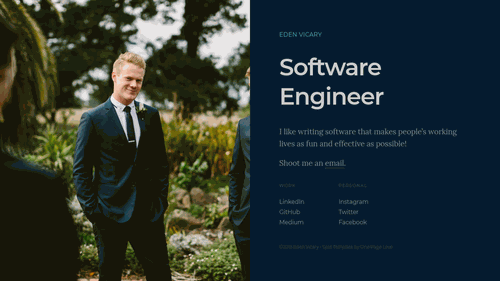 EDEN VICARY
Software
Engineer
I like writing software that makes people's working
lives as fun and effective as possible!
Shoot me an email.
WORK PERSONAL
LinkedIn Instagram
GitHub Twitter
Medium Facebook